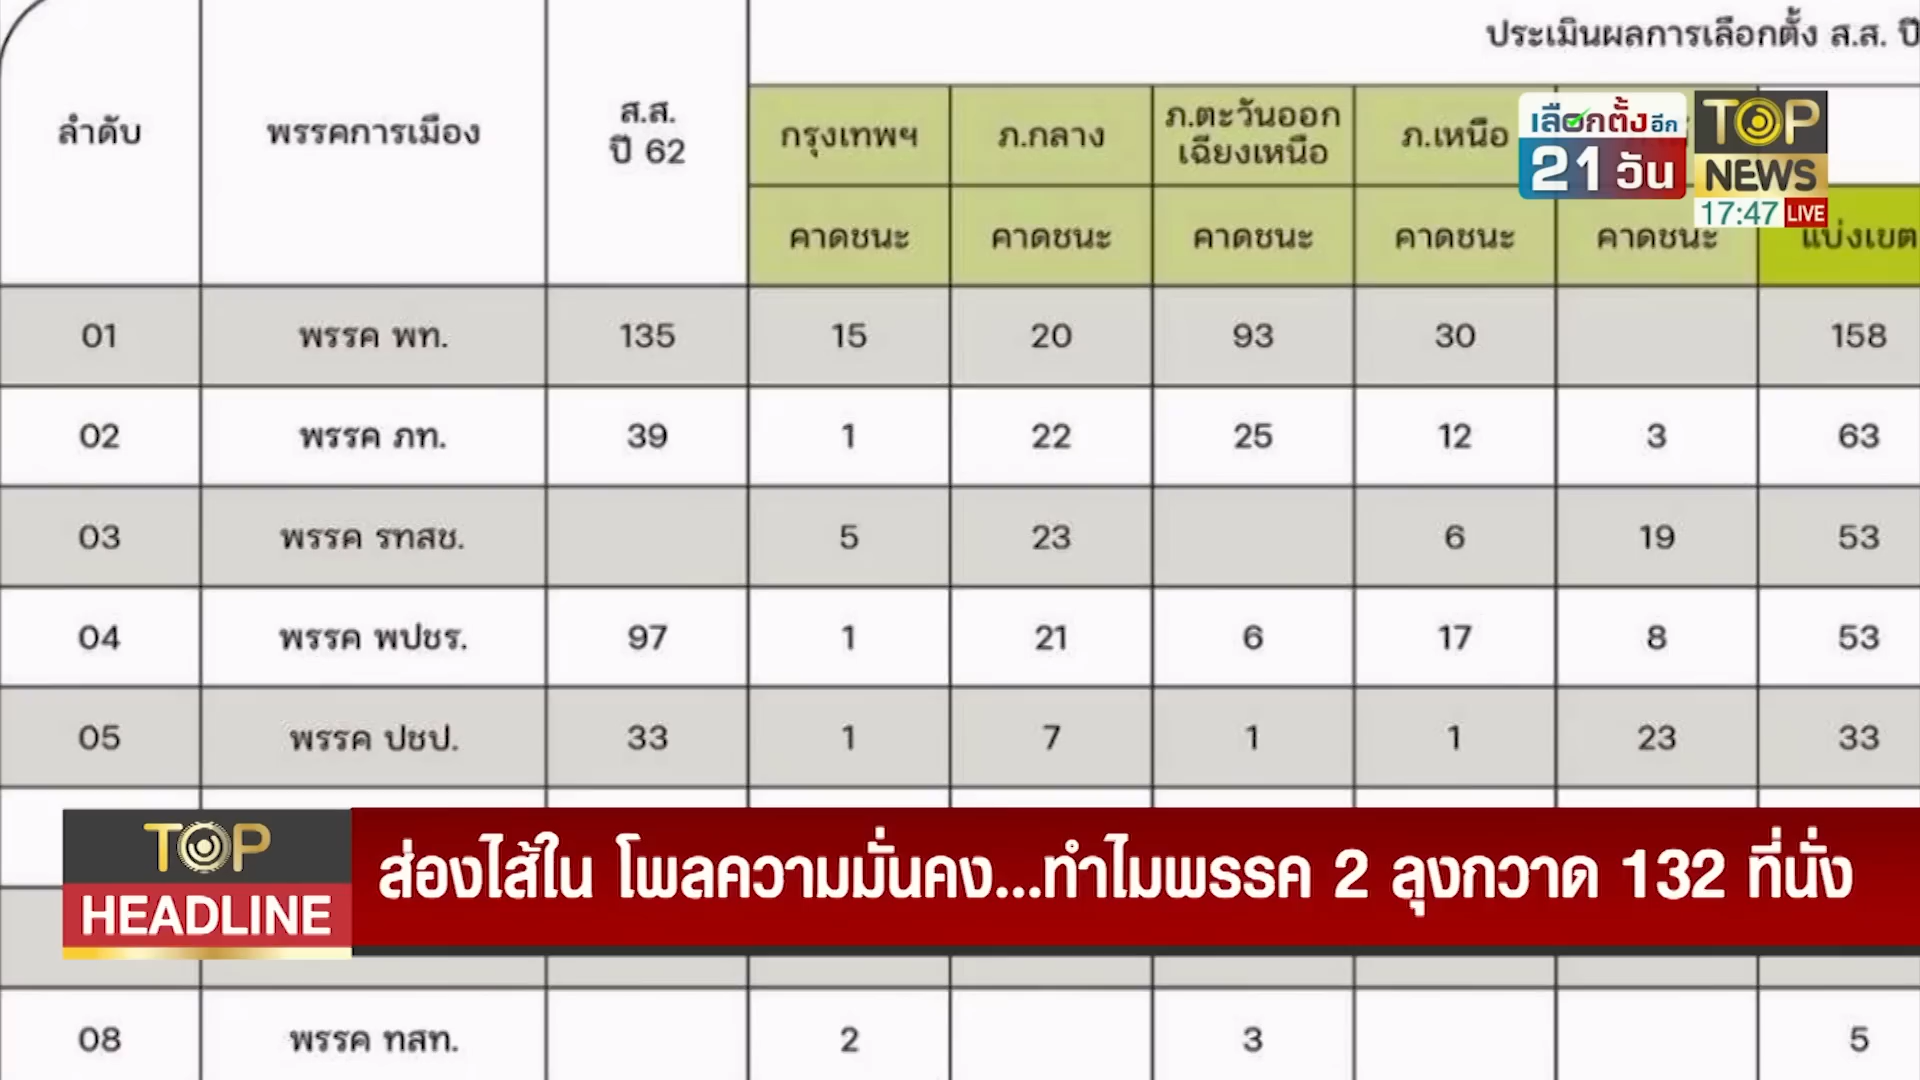 ประเมินผลการเลือกตั้ง ส.ส. ปี
ลำดับ พรรคการเมือง ส.ส. ปี 62 กรุงเทพฯ ภ.กลาง ภ.ตะวันออกเฉียงเหนือ ภ.เหนือ
คาดชนะ คาดชนะ คาดชนะ คาดชนะ คาดชนะ แบ่งเขต
เลือกตั้งอีก
21 วัน
TOP
NEWS
17:47 LIVE
01 พรรค พท. 135 15 20 93 30 158
02 พรรค ภท. 39 1 22 25 12 3 63
03 พรรค รทสช. 5 23 6 19 53
04 พรรค พปชร. 97 1 21 6 17 8 53
05 พรรค ปชป. 33 1 7 1 1 23 33
TOP
HEADLINE
ส่องไส้ใน โพลความมั่นคง...ทำไมพรรค 2 ลุงกวาด 132 ที่นั่ง
08 พรรค ทสท. 2 3 5